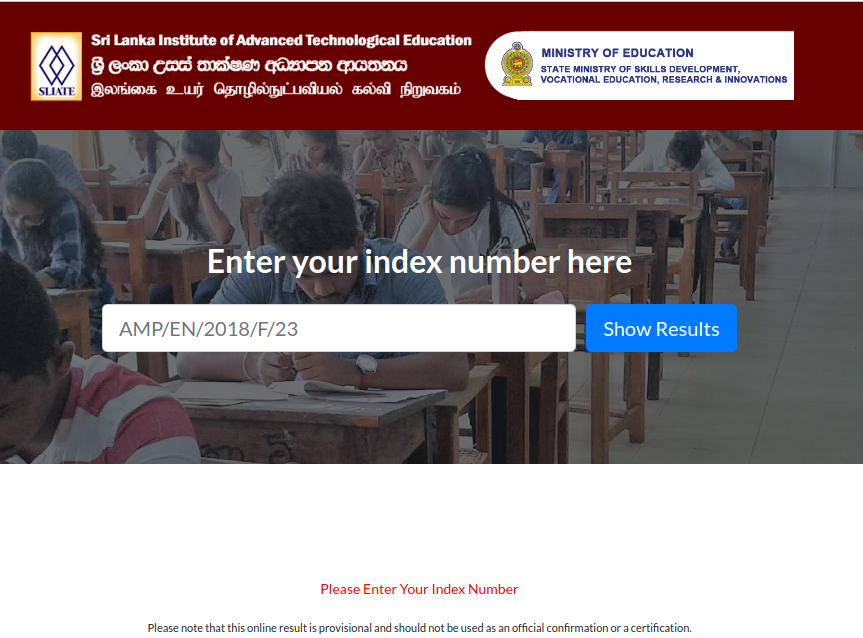 Sri Lanka Institute of Advanced Technological Education
ශ්‍රී ලංකා උසස් තාක්ෂණ අධ්‍යාපන ආයතනය
இலங்கை உயர் தொழில்நுட்பவியல் கல்வி நிறுவகம்
SLIATE
MINISTRY OF EDUCATION
STATE MINISTRY OF SKILLS DEVELOPMENT,
VOCATIONAL EDUCATION, RESEARCH & INNOVATIONS
Enter your index number here
AMP/EN/2018/F/23
Show Results
Please Enter Your Index Number
Please note that this online result is provisional and should not be used as an official confirmation or a certification.